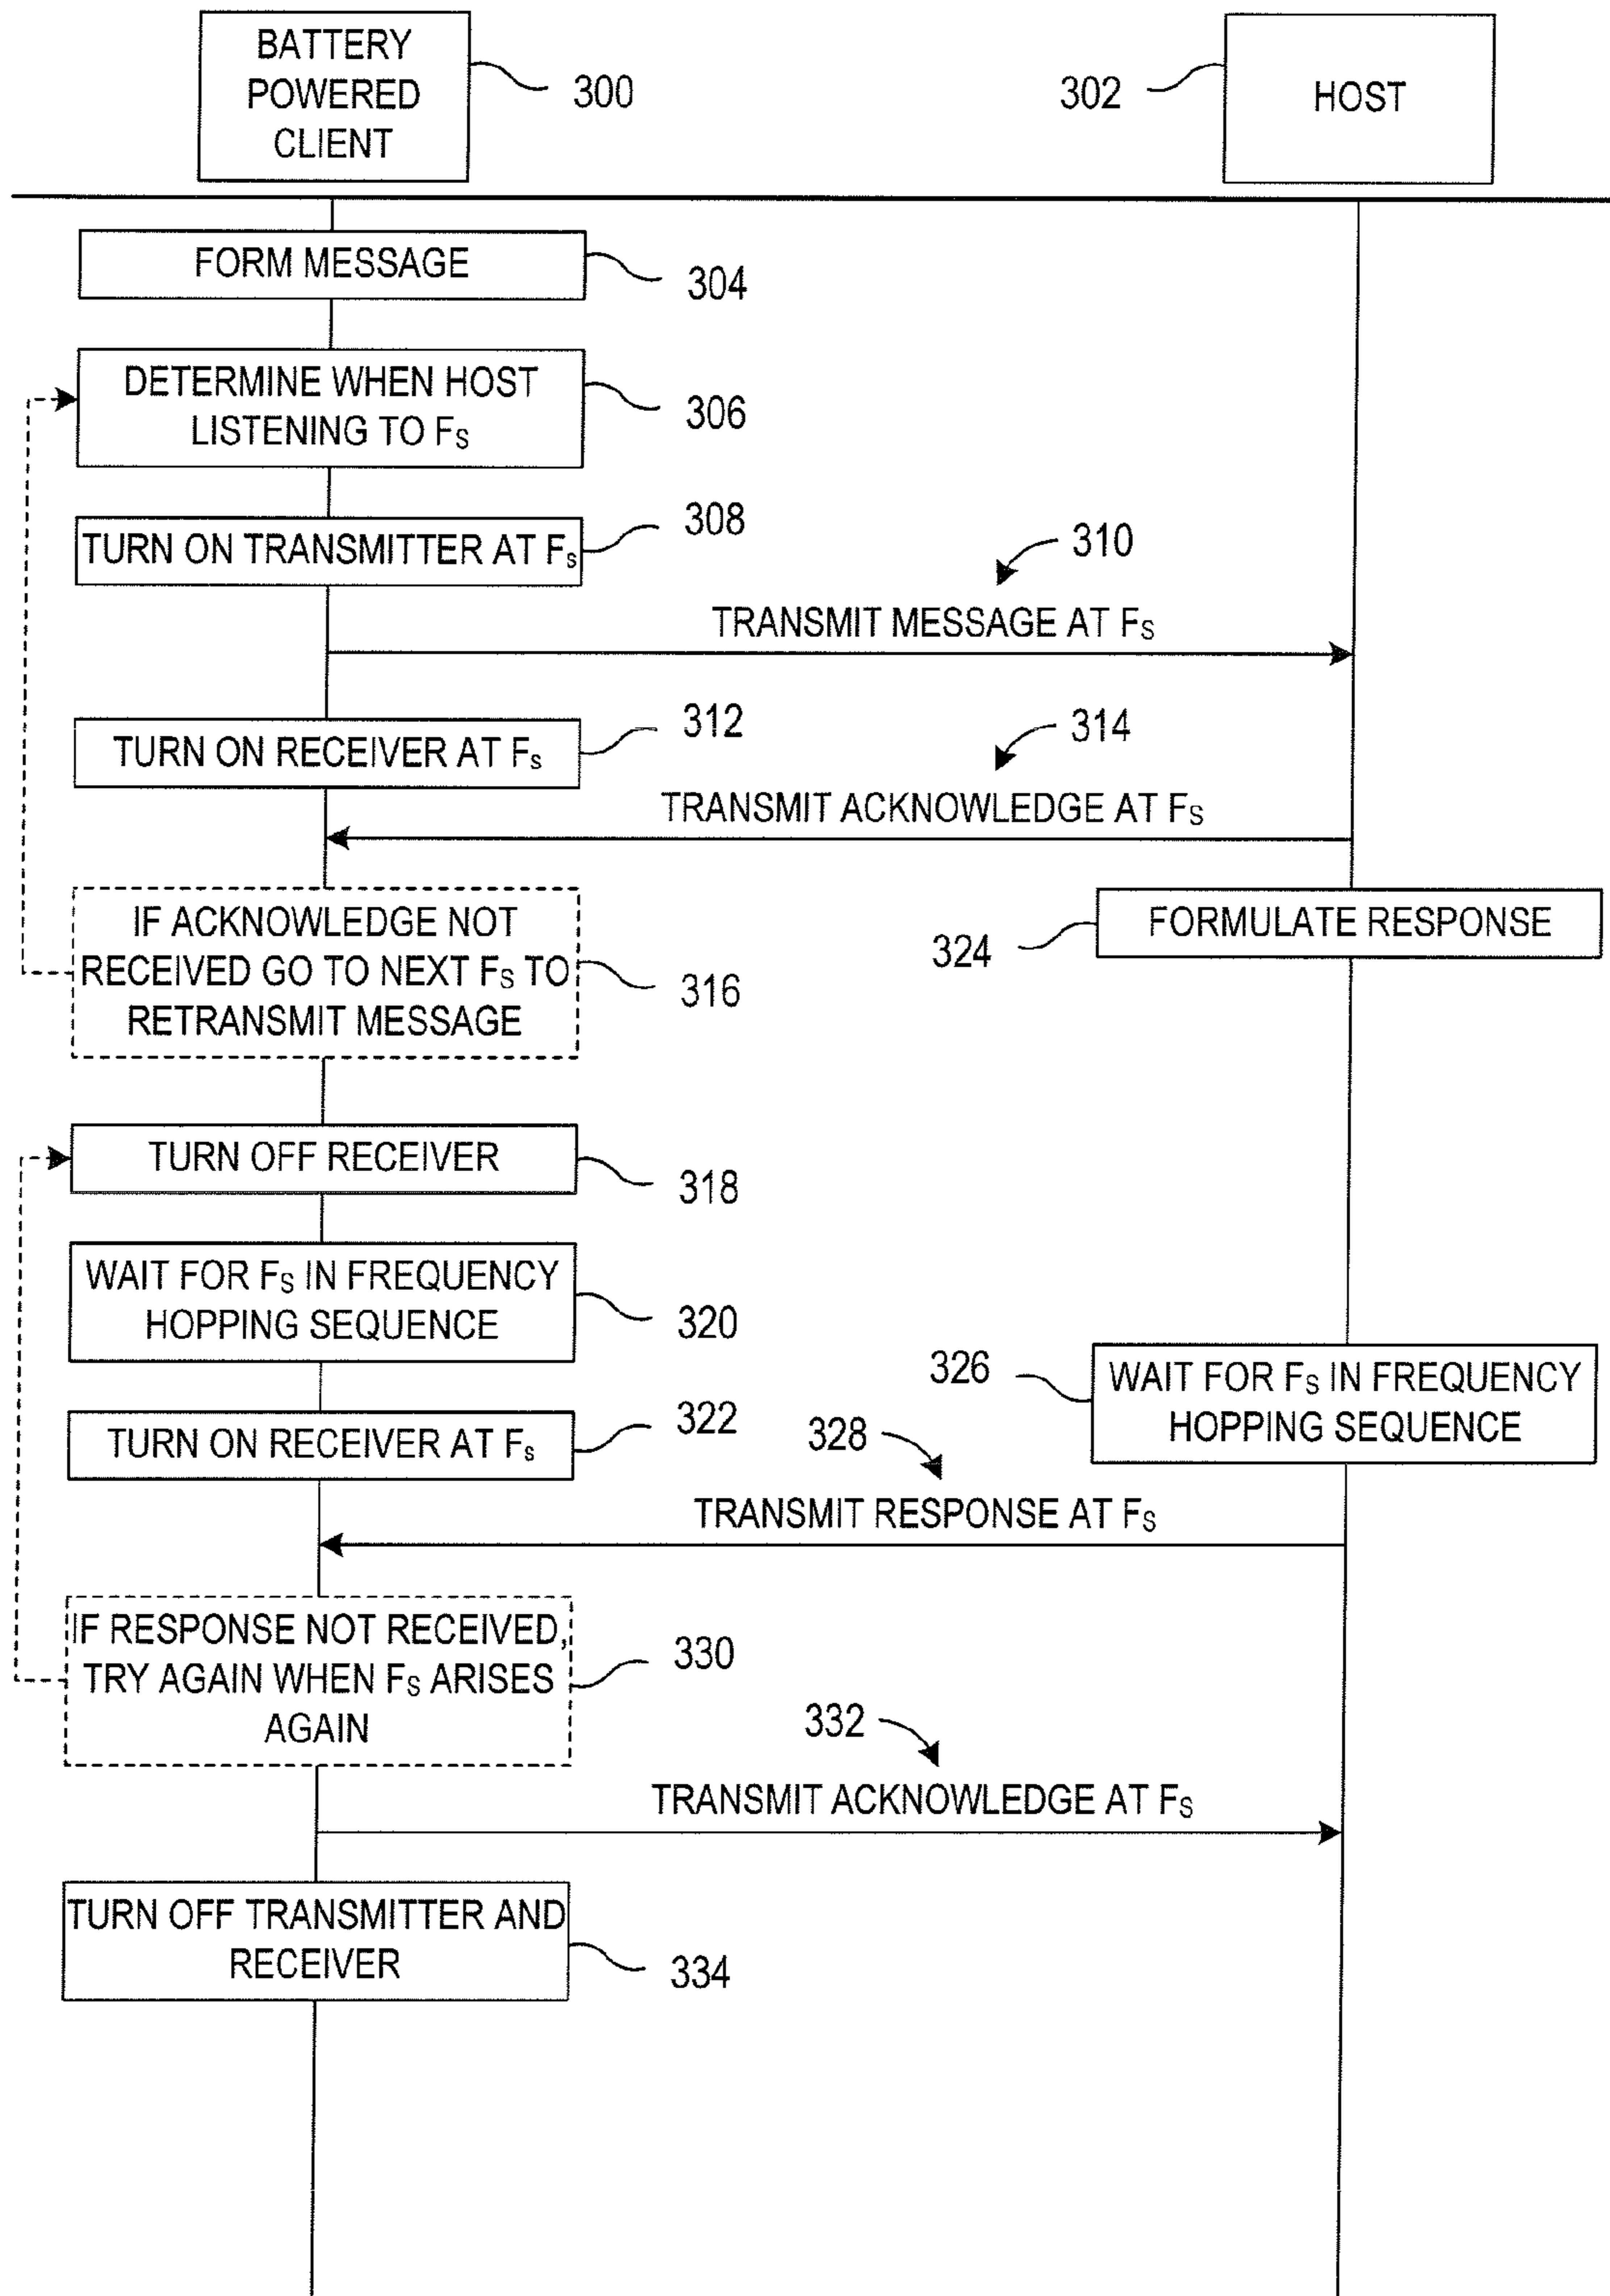 BATTERY
POWERED
CLIENT
300
302
HOST
FORM MESSAGE
304
DETERMINE WHEN HOST
LISTENING TO FS
306
TURN ON TRANSMITTER AT FS
308
310
TRANSMIT MESSAGE AT FS
TURN ON RECEIVER AT FS
312
314
TRANSMIT ACKNOWLEDGE AT FS
IF ACKNOWLEDGE NOT
RECEIVED GO TO NEXT FS TO
RETRANSMIT MESSAGE
316
324
FORMULATE RESPONSE
TURN OFF RECEIVER
318
WAIT FOR FS IN FREQUENCY
HOPPING SEQUENCE
320
326
WAIT FOR FS IN FREQUENCY
HOPPING SEQUENCE
TURN ON RECEIVER AT FS
322
328
TRANSMIT RESPONSE AT FS
IF RESPONSE NOT RECEIVED,
TRY AGAIN WHEN FS ARISES
AGAIN
330
332
TRANSMIT ACKNOWLEDGE AT FS
TURN OFF TRANSMITTER AND
RECEIVER
334